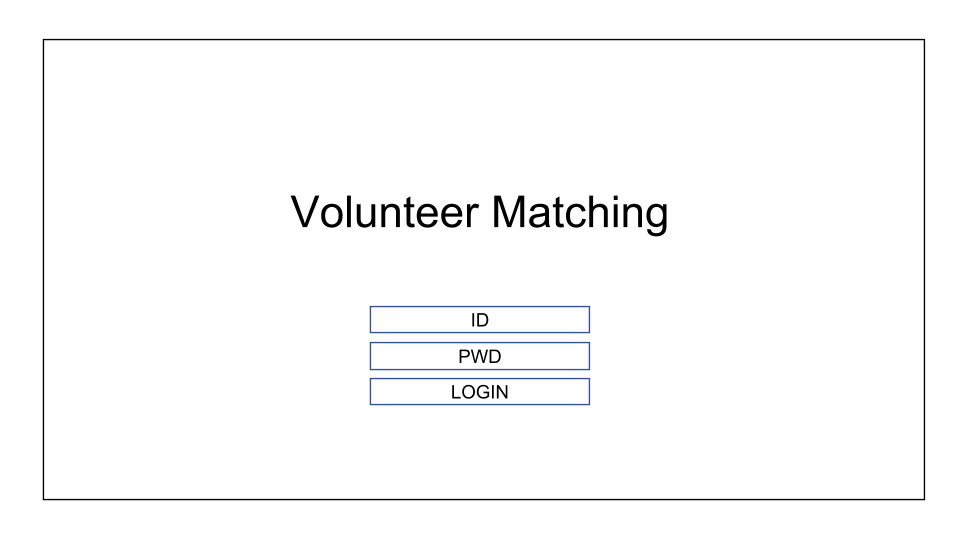 Volunteer Matching
ID
PWD
LOGIN